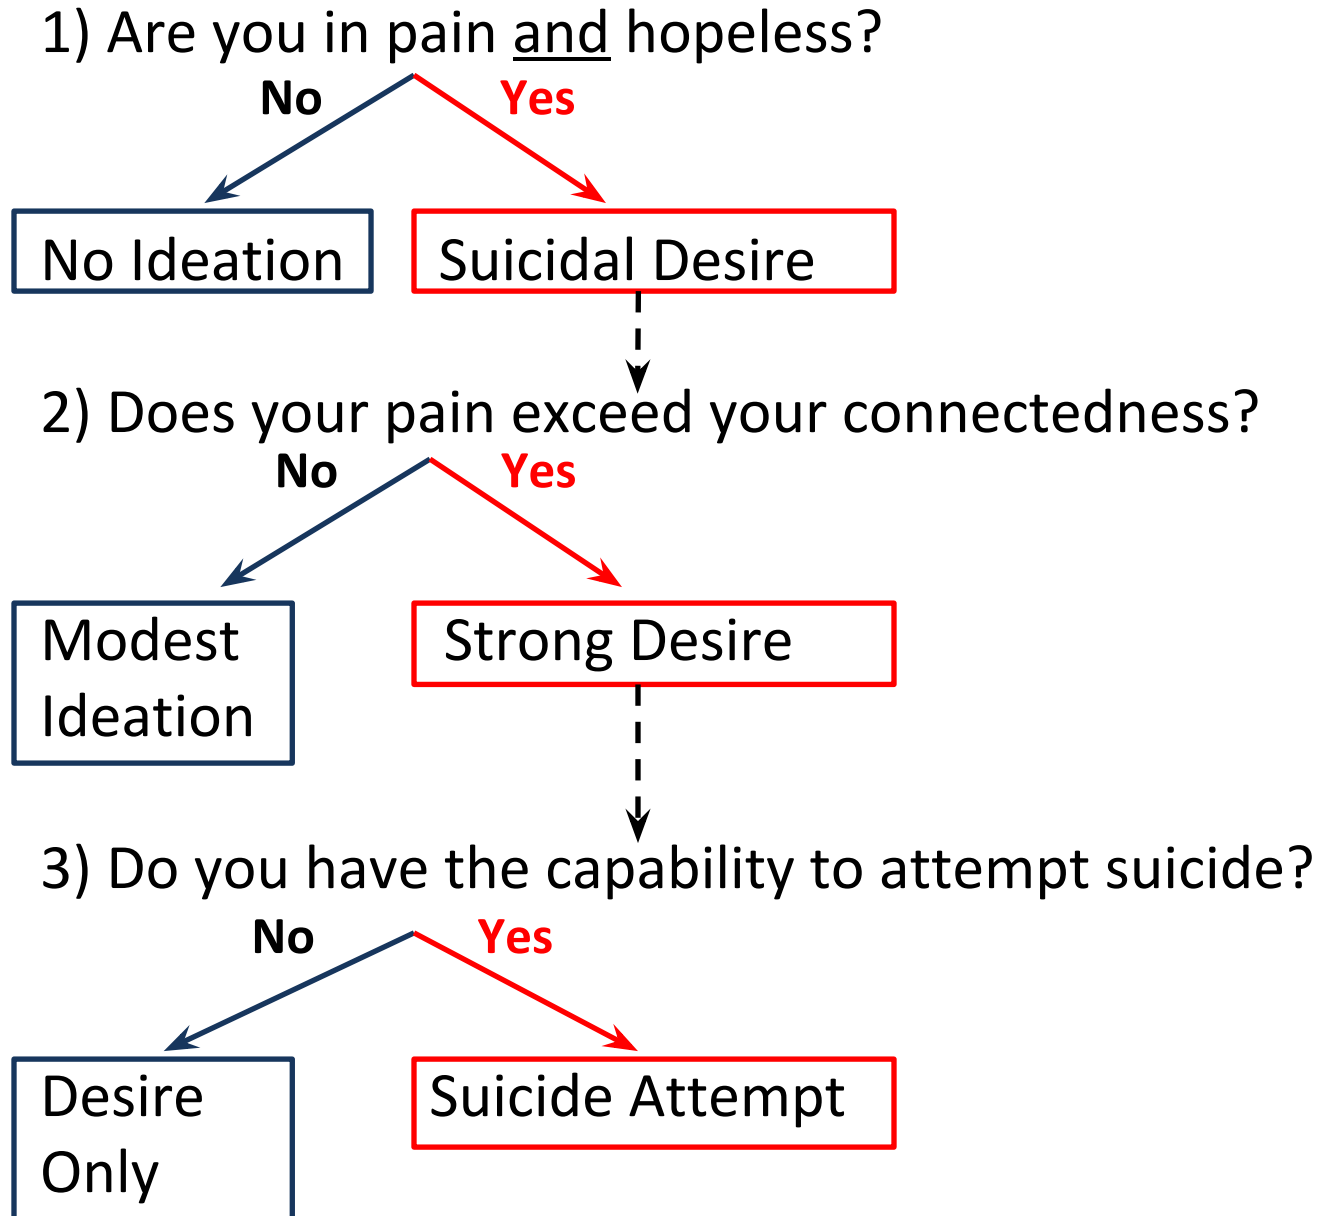 1) Are you in pain and hopeless?
No Yes
No Ideation Suicidal Desire
2) Does your pain exceed your connectedness?
No Yes
Modest
Ideation
Strong Desire
3) Do you have the capability to attempt suicide?
No Yes
Desire
Only
Suicide Attempt